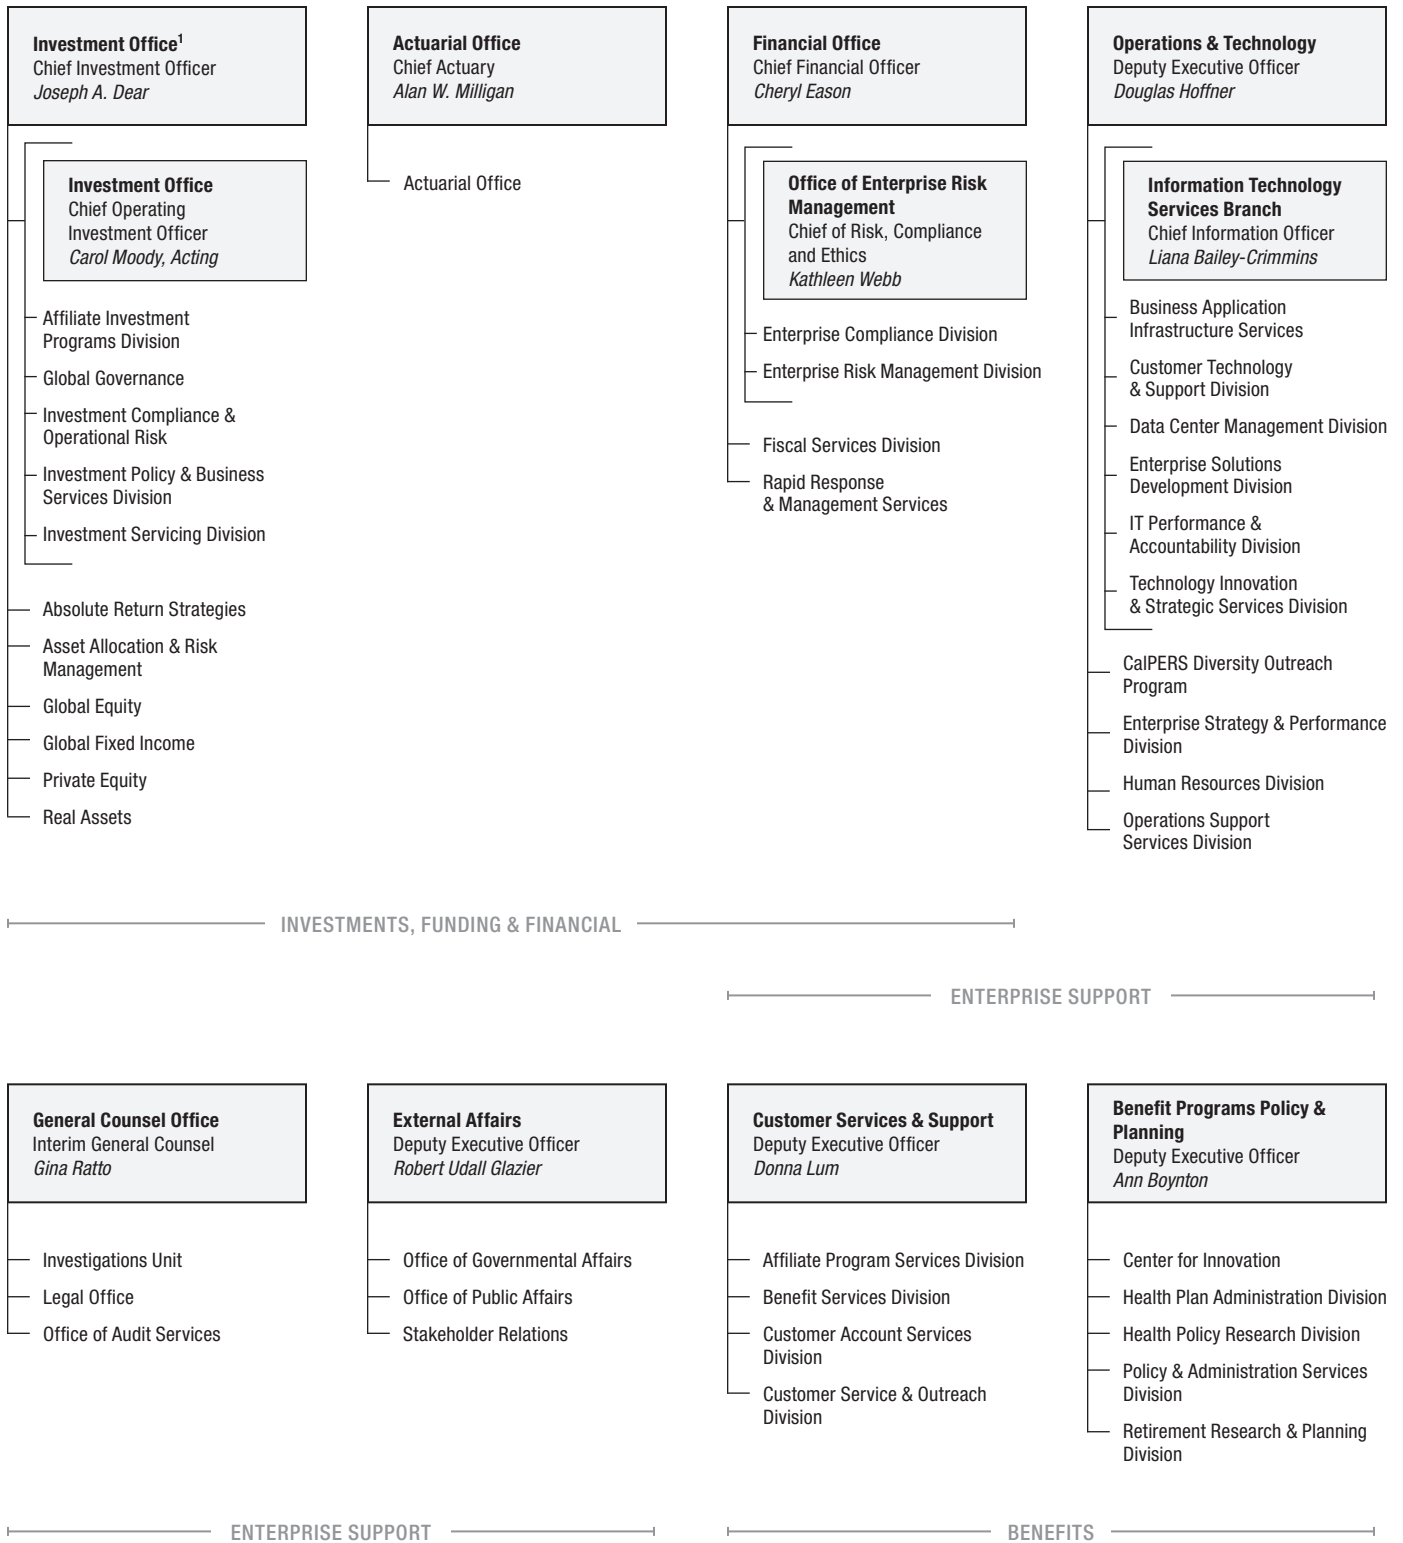 Investment Office1
Chief Investment Officer
Joseph A. Dear
Investment Office
Chief Operating
Investment Officer
Carol Moody, Acting
Affiliate Investment
Programs Division
Global Governance
Investment Compliance &
Operational Risk
Investment Policy & Business
Services Division
Investment Servicing Division
Absolute Return Strategies
Asset Allocation & Risk
Management
Global Equity
Global Fixed Income
Private Equity
Real Assets
Actuarial Office
Chief Actuary
Alan W. Milligan
Actuarial Office
Financial Office
Chief Financial Officer
Cheryl Eason
Office of Enterprise Risk
Management
Chief of Risk, Compliance
and Ethics
Kathleen Webb
Enterprise Compliance Division
Enterprise Risk Management Division
Fiscal Services Division
Rapid Response
& Management Services
Operations & Technology
Deputy Executive Officer
Douglas Hoffner
Information Technology
Services Branch
Chief Information Officer
Liana Bailey-Crimmins
Business Application
Infrastructure Services
Customer Technology
& Support Division
Data Center Management Division
Enterprise Solutions
Development Division
IT Performance &
Accountability Division
Technology Innovation
& Strategic Services Division
CalPERS Diversity Outreach
Program
Enterprise Strategy & Performance
Division
Human Resources Division
Operations Support
Services Division
INVESTMENTS, FUNDING & FINANCIAL
ENTERPRISE SUPPORT
General Counsel Office
Interim General Counsel
Gina Ratto
Investigations Unit
Legal Office
Office of Audit Services
External Affairs
Deputy Executive Officer
Robert Udall Glazier
Office of Governmental Affairs
Office of Public Affairs
Stakeholder Relations
Customer Services & Support
Deputy Executive Officer
Donna Lum
Affiliate Program Services Division
Benefit Services Division
Customer Account Services
Division
Customer Service & Outreach
Division
Benefit Programs Policy &
Planning
Deputy Executive Officer
Ann Boynton
Center for Innovation
Health Plan Administration Division
Health Policy Research Division
Policy & Administration Services
Division
Retirement Research & Planning
Division
ENTERPRISE SUPPORT
BENEFITS